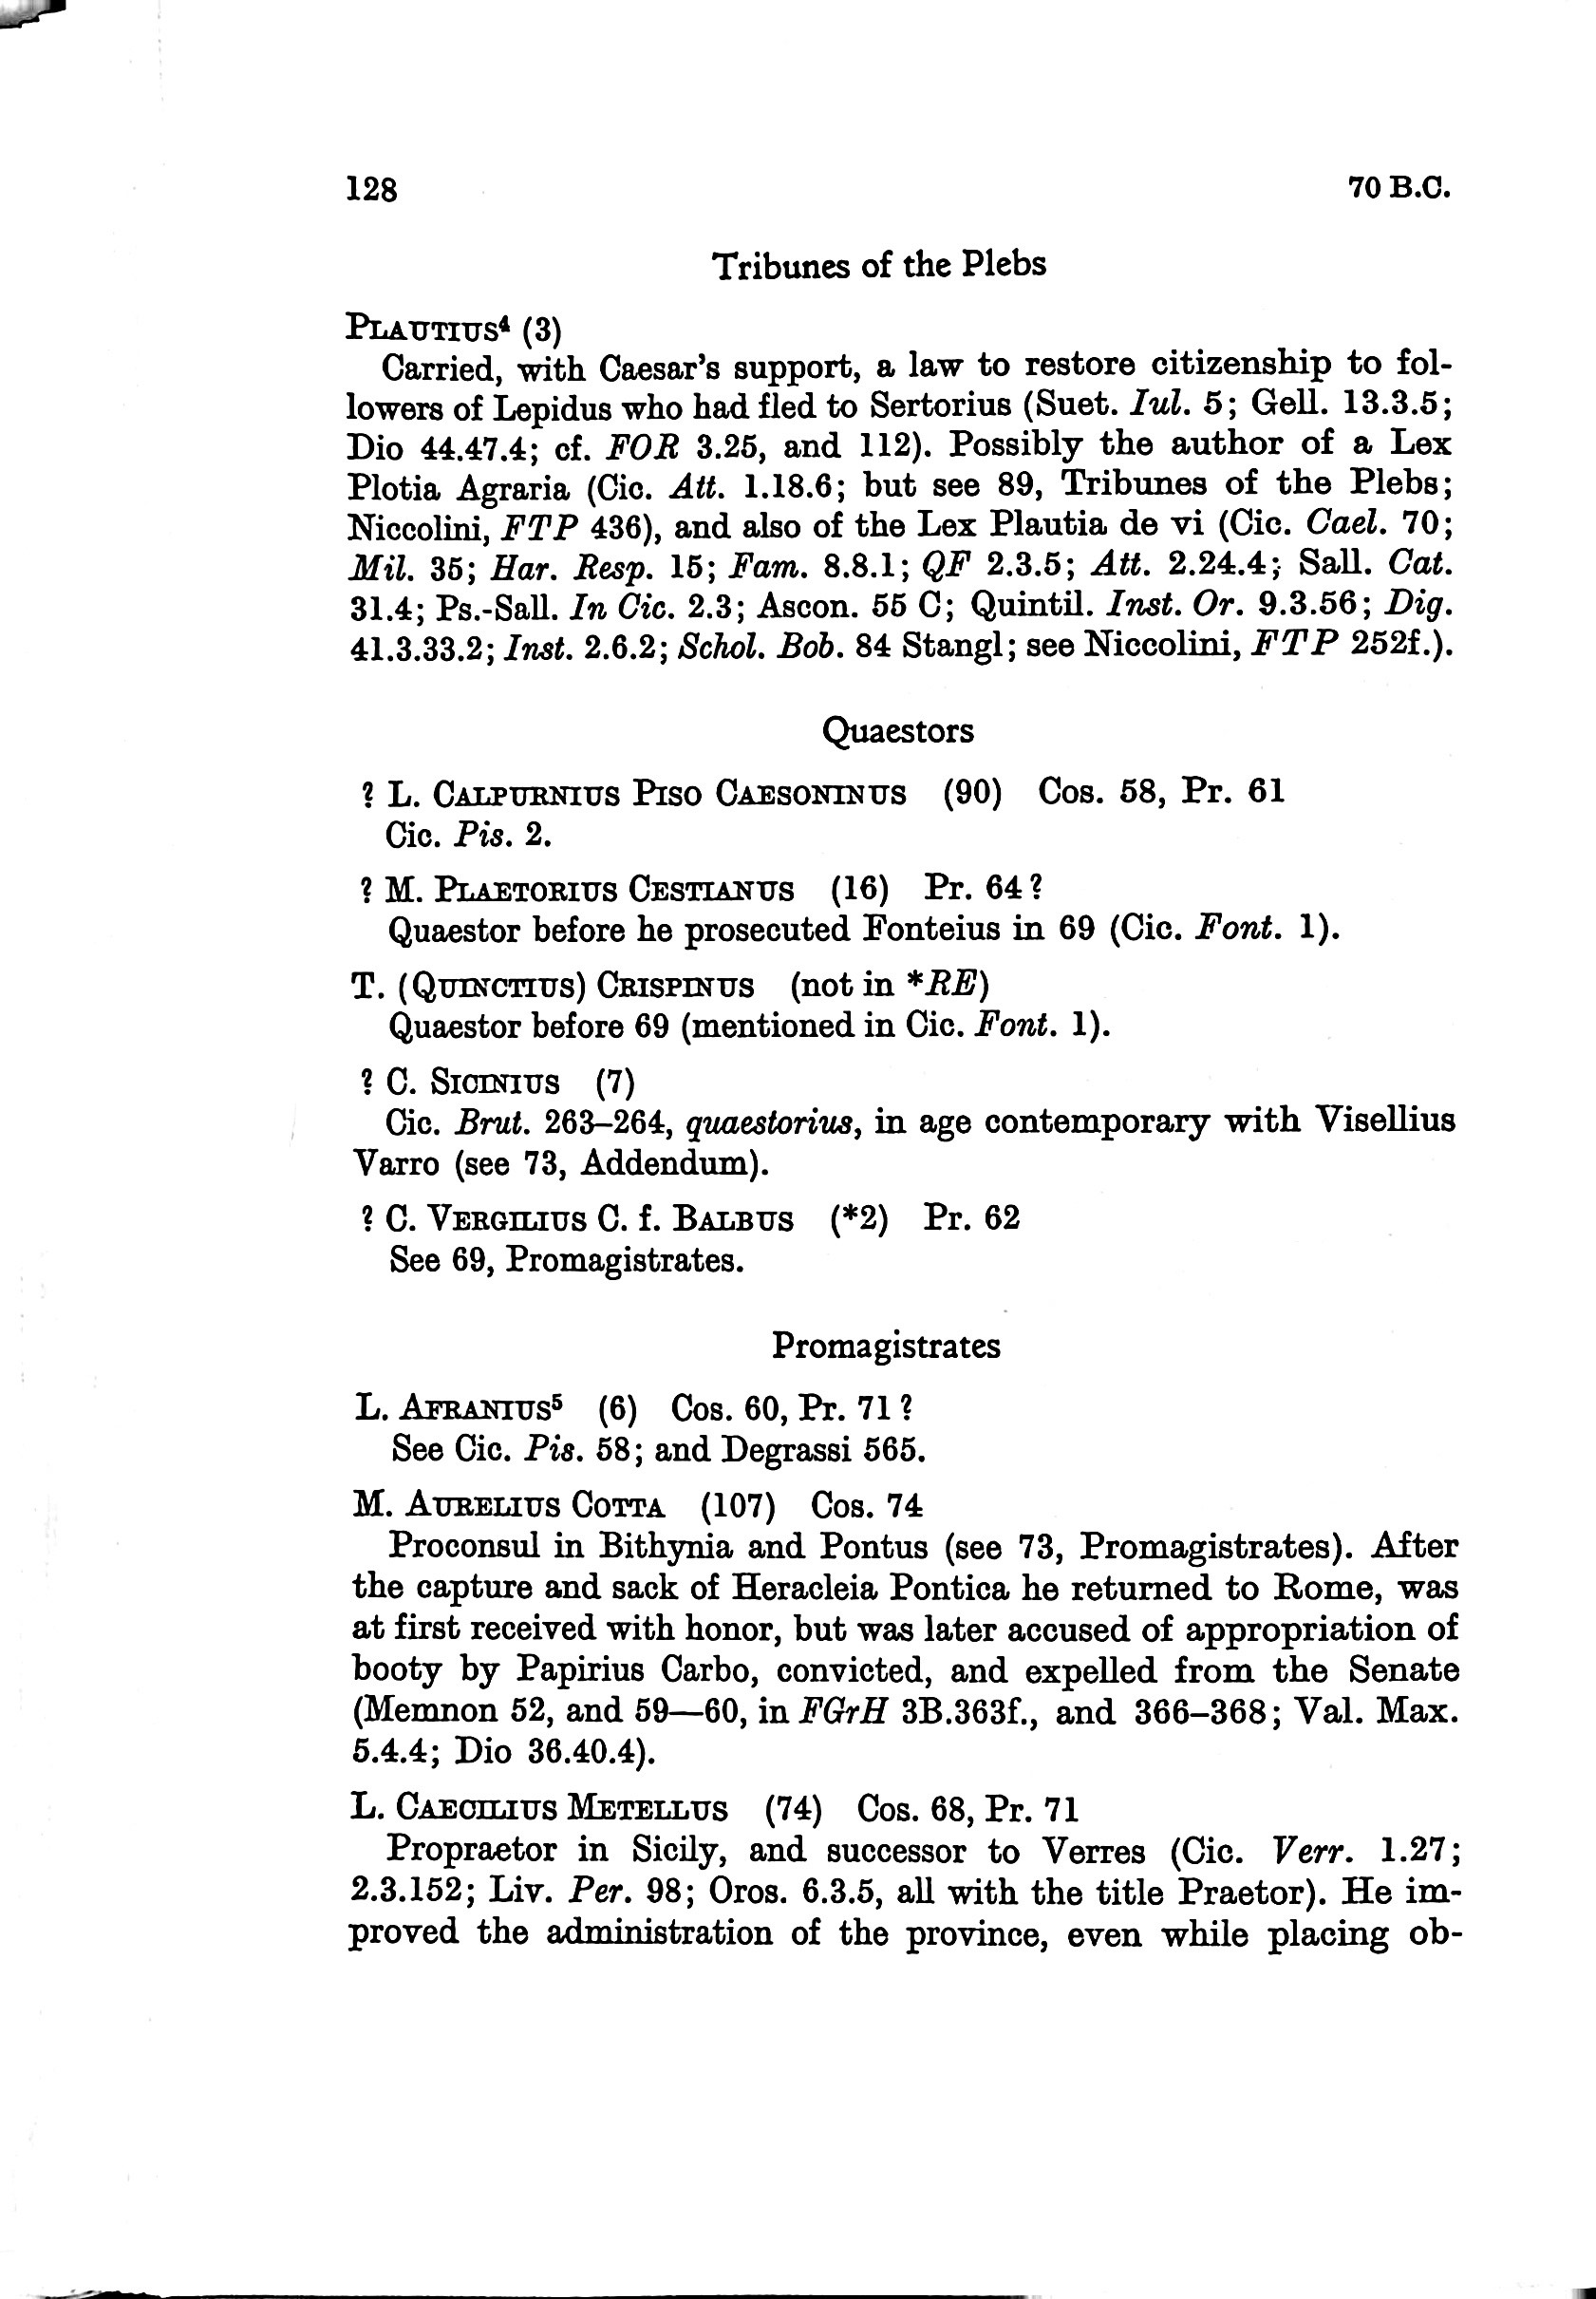 128 70 B.C.
Tribunes of the Plebs
PLAUTIUS⁴ (3)
Carried, with Caesar's support, a law to restore citizenship to fol-
lowers of Lepidus who had fled to Sertorius (Suet. Iul. 5; Gell. 13.3.5;
Dio 44.47.4; cf. FOR 3.25, and 112). Possibly the author of a Lex
Plotia Agraria (Cic. Att. 1.18.6; but see 89, Tribunes of the Plebs;
Niccolini, FTP 436), and also of the Lex Plautia de vi (Cic. Cael. 70;
Mil. 35; Har. Resp. 15; Fam. 8.8.1; QF 2.3.5; Att. 2.24.4; Sall. Cat.
31.4; Ps.-Sall. In Cic. 2.3; Ascon. 55 C; Quintil. Inst. Or. 9.3.56; Dig.
41.3.33.2; Inst. 2.6.2; Schol. Bob. 84 Stangl; see Niccolini, FTP 252f.).
Quaestors
? L. CALPURNIUS PISO CAESONINUS (90) Cos. 58, Pr. 61
Cic. Pis. 2.
? M. PLAETORIUS CESTIANUS (16) Pr. 64?
Quaestor before he prosecuted Fonteius in 69 (Cic. Font. 1).
T. (QUINCTIUS) CRISPINUS (not in *RE)
Quaestor before 69 (mentioned in Cic. Font. 1).
? C. SICINIUS (7)
Cic. Brut. 263–264, quaestorius, in age contemporary with Visellius
Varro (see 73, Addendum).
? C. VERGILIUS C. f. BALBUS (*2) Pr. 62
See 69, Promagistrates.
Promagistrates
L. AFRANIUS⁵ (6) Cos. 60, Pr. 71?
See Cic. Pis. 58; and Degrassi 565.
M. AURELIUS COTTA (107) Cos. 74
Proconsul in Bithynia and Pontus (see 73, Promagistrates). After
the capture and sack of Heracleia Pontica he returned to Rome, was
at first received with honor, but was later accused of appropriation of
booty by Papirius Carbo, convicted, and expelled from the Senate
(Memnon 52, and 59—60, in FGrH 3B.363f., and 366–368; Val. Max.
5.4.4; Dio 36.40.4).
L. CAECILIUS METELLUS (74) Cos. 68, Pr. 71
Propraetor in Sicily, and successor to Verres (Cic. Verr. 1.27;
2.3.152; Liv. Per. 98; Oros. 6.3.5, all with the title Praetor). He im-
proved the administration of the province, even while placing ob-